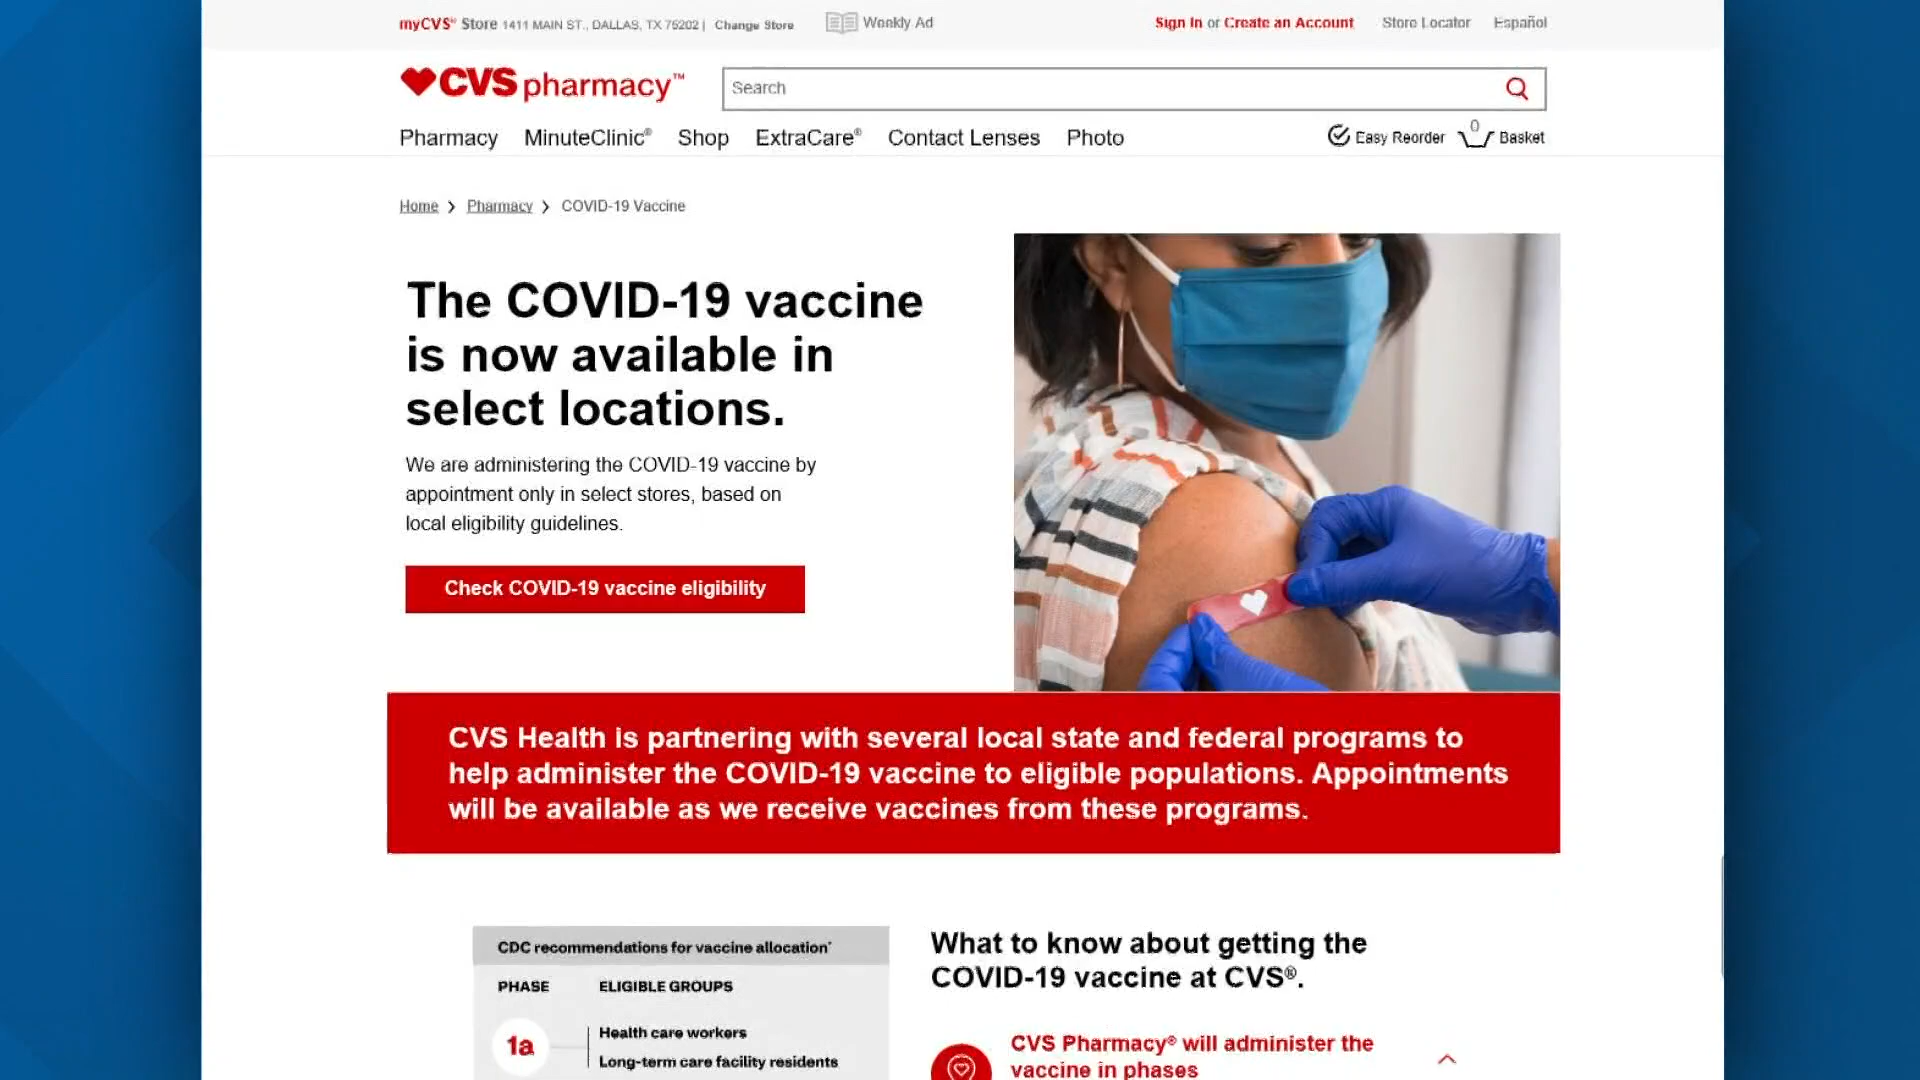 myCVS® Store 1411 MAIN ST., DALLAS, TX 75202 | Change Store
Weekly Ad
Sign In or Create an Account
Store Locator
Español
CVS pharmacy™
Search
Pharmacy MinuteClinic® Shop ExtraCare® Contact Lenses Photo
Easy Reorder
0
Basket
Home > Pharmacy > COVID-19 Vaccine
The COVID-19 vaccine
is now available in
select locations.
We are administering the COVID-19 vaccine by
appointment only in select stores, based on
local eligibility guidelines.
Check COVID-19 vaccine eligibility
CVS Health is partnering with several local state and federal programs to
help administer the COVID-19 vaccine to eligible populations. Appointments
will be available as we receive vaccines from these programs.
CDC recommendations for vaccine allocation*
PHASE ELIGIBLE GROUPS
1a
Health care workers
Long-term care facility residents
What to know about getting the
COVID-19 vaccine at CVS®.
CVS Pharmacy® will administer the
vaccine in phases